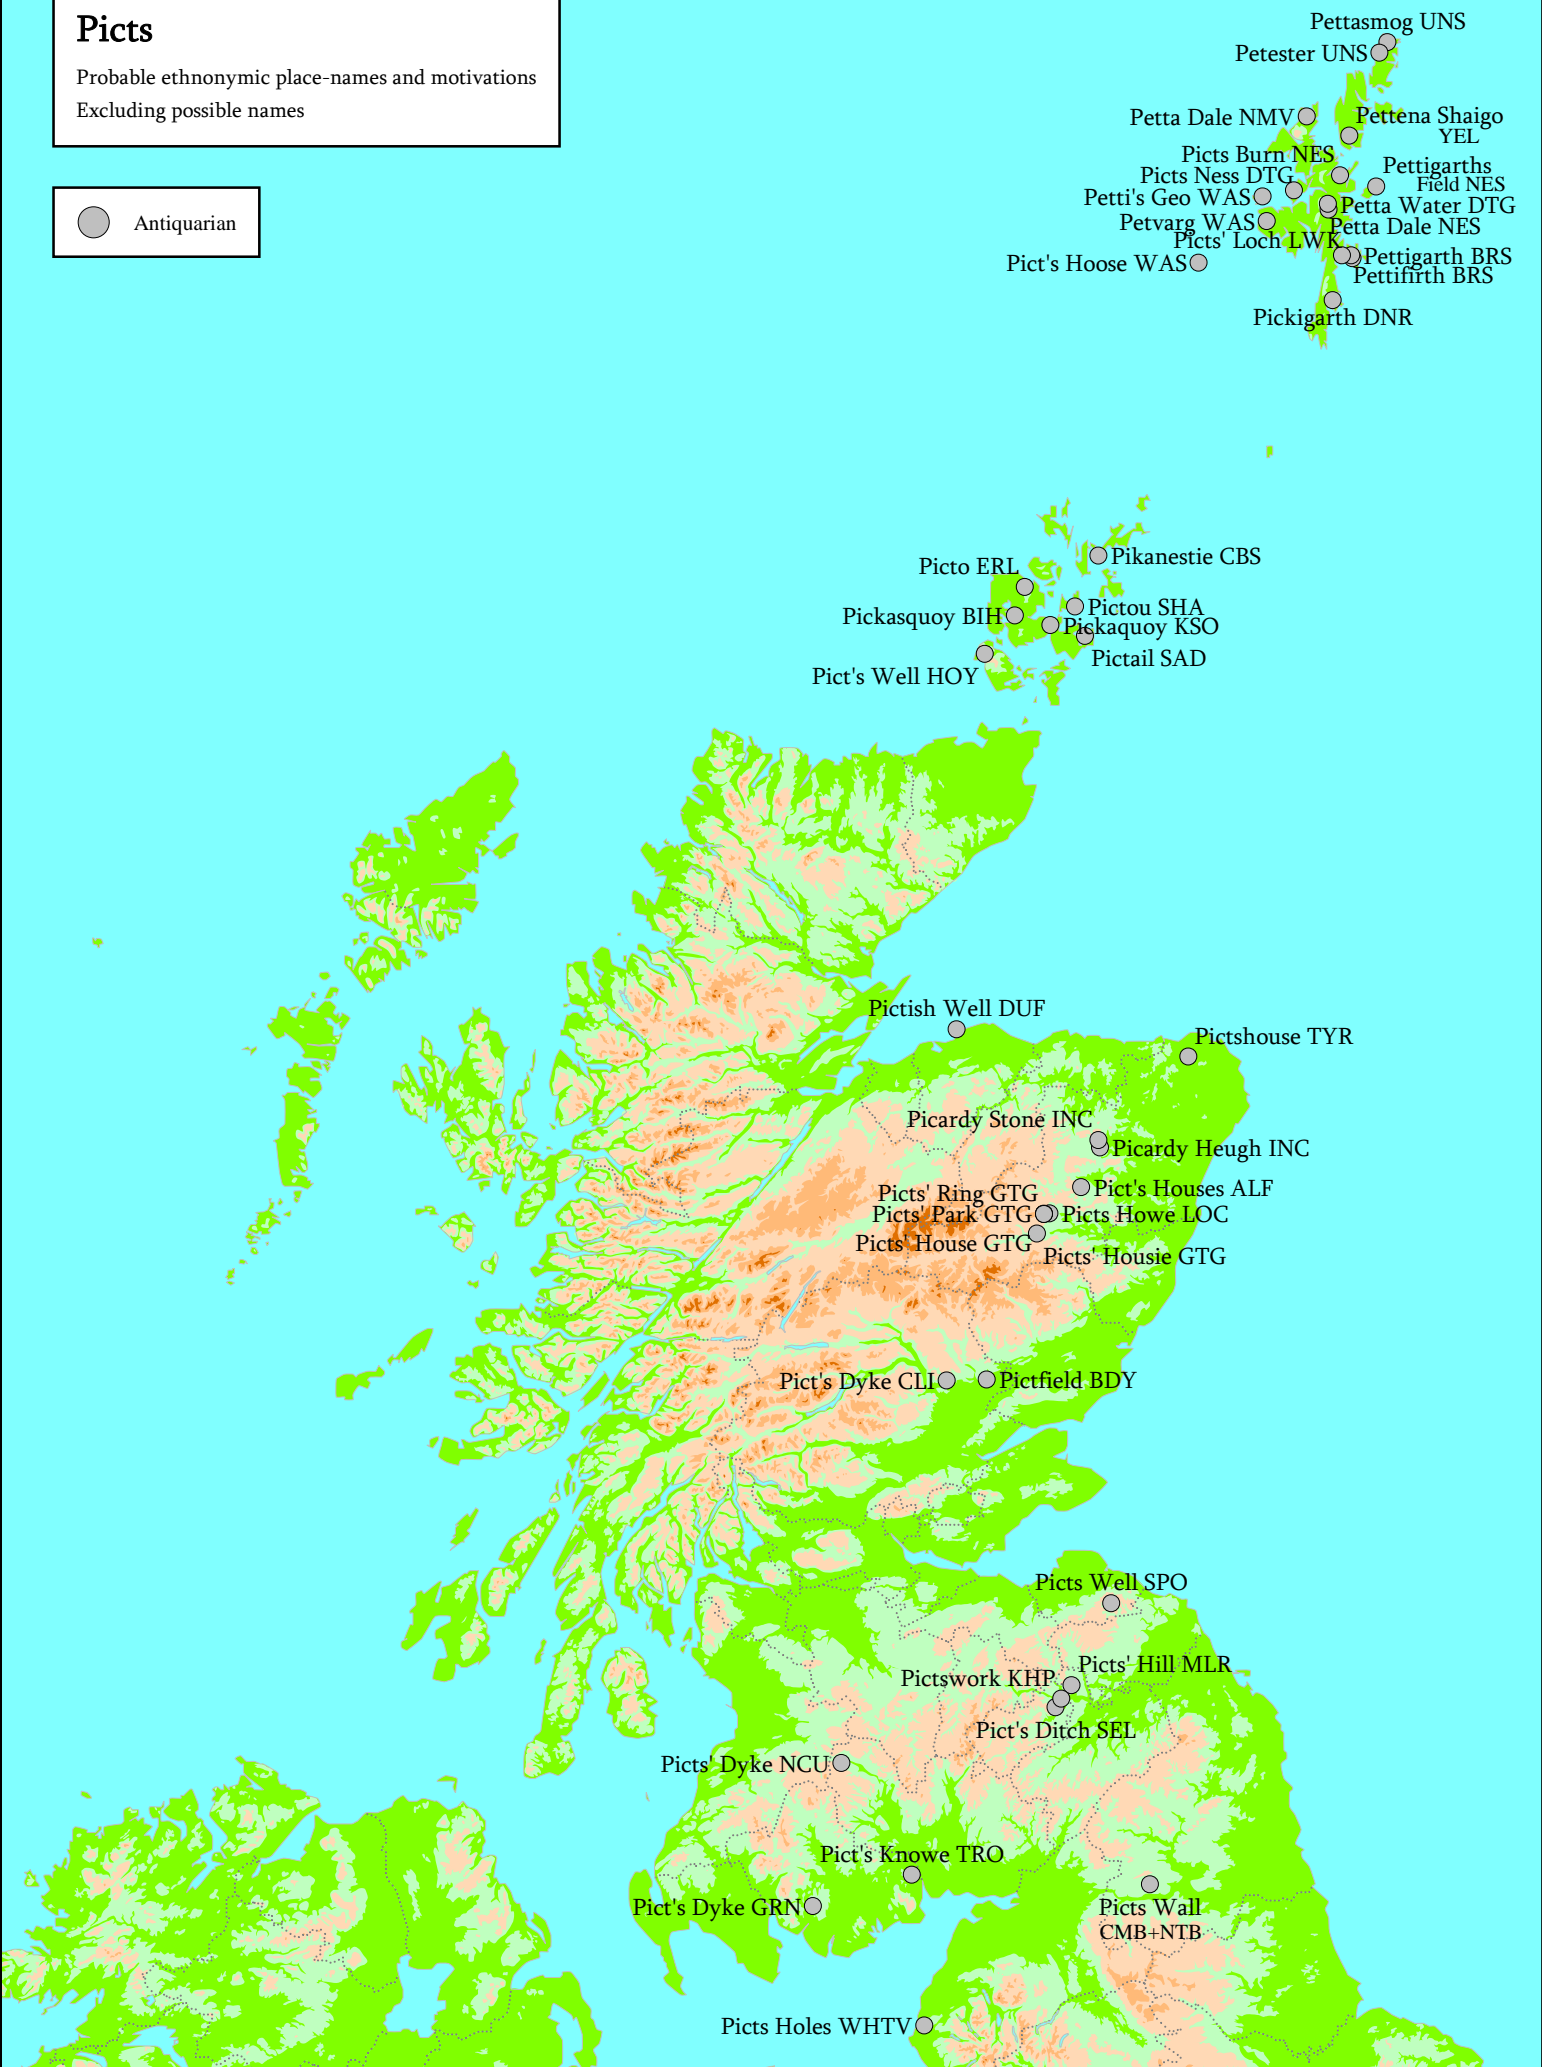 Picts
Probable ethnonymic place-names and motivations
Excluding possible names
Antiquarian
Pettasmog UNS
Petester UNS
Petta Dale NMV
Pettena Shaigo
YEL
Picts Burn NES
Pettigarths
Field NES
Picts Ness DTG
Petti's Geo WAS
Petta Water DTG
Petvarg WAS
Petta Dale NES
Picts' Loch LWK
Pict's Hoose WAS
Pettigarth BRS
Pettifirth BRS
Pickigarth DNR
Pikanestie CBS
Picto ERL
Pictou SHA
Pickasquoy BIH
Pickaquoy KSO
Pictail SAD
Pict's Well HOY
Pictish Well DUF
Pictshouse TYR
Picardy Stone INC
Picardy Heugh INC
Pict's Houses ALF
Picts' Ring GTG
Picts' Park GTG
Picts Howe LOC
Picts' House GTG
Picts' Housie GTG
Pict's Dyke CLI
Pictfield BDY
Picts Well SPO
Picts' Hill MLR
Pictswork KHP
Pict's Ditch SEL
Picts' Dyke NCU
Pict's Knowe TRO
Pict's Dyke GRN
Picts Wall
CMB+NTB
Picts Holes WHTV